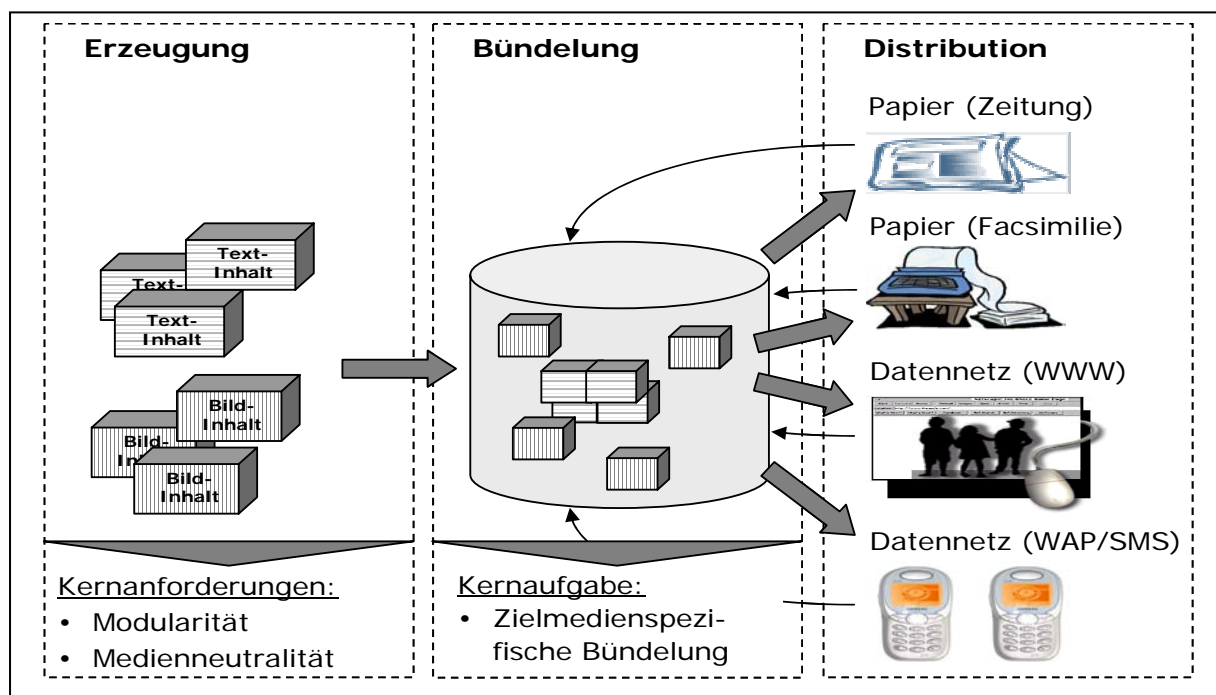 Erzeugung
Text-
Inhalt
Text-
Text-
Inhalt
Bild-
Inhalt
Bild-
Bild-
Inhalt
Kernanforderungen:
• Modularität
• Medienneutralität
Bündelung
Kernaufgabe:
• Zielmedienspezi-
fische Bündelung
Distribution
Papier (Zeitung)
Papier (Facsimilie)
Datennetz (WWW)
Datennetz (WAP/SMS)